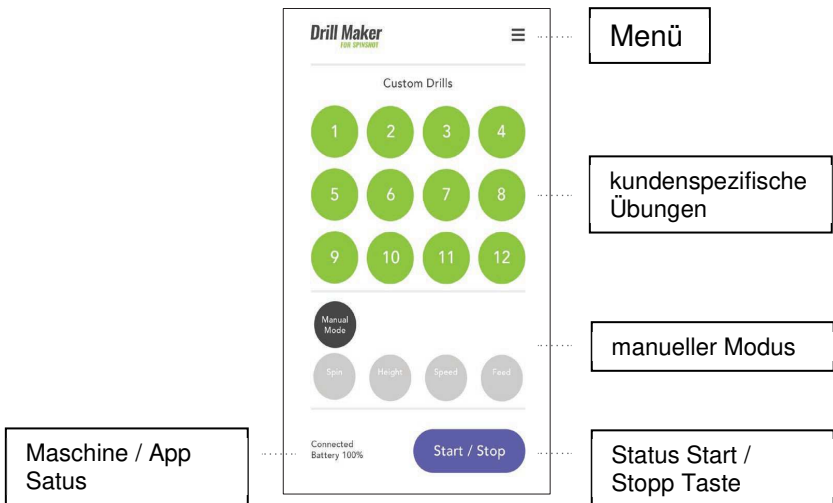 Drill Maker
FOR SPINSHOT
☰
Menü
Custom Drills
1 2 3 4
5 6 7 8
kundenspezifische
Übungen
9 10 11 12
Manual
Mode
manueller Modus
Spin Height Speed Feed
Maschine / App
Satus
Connected
Battery 100%
Start / Stop
Status Start /
Stopp Taste